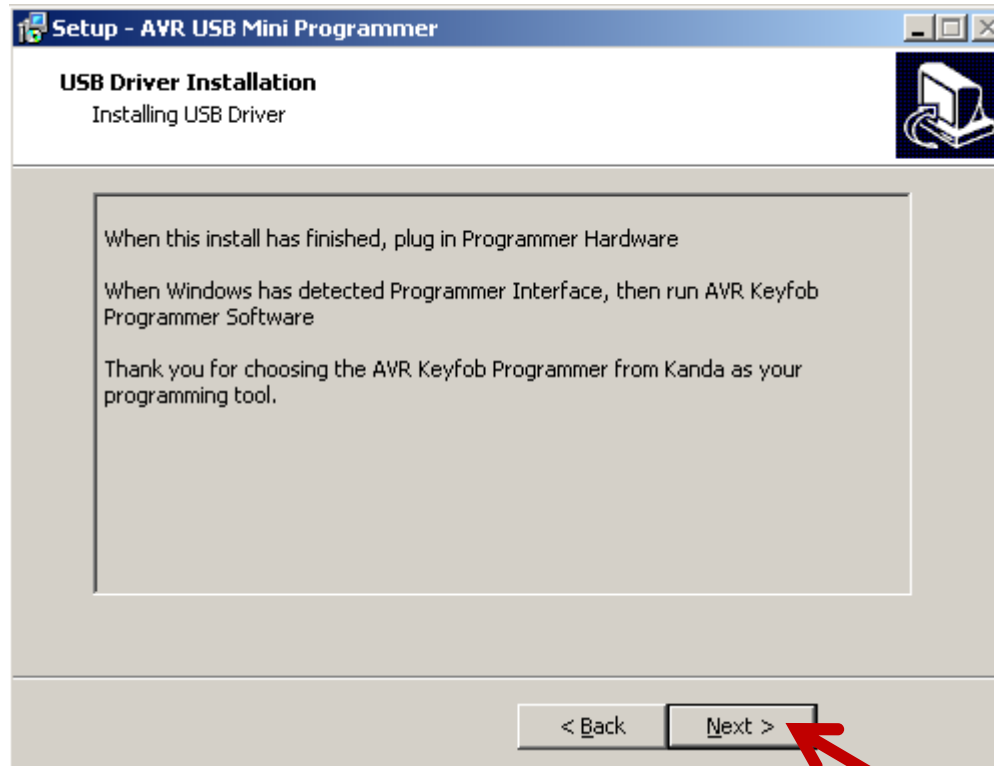 Setup - AVR USB Mini Programmer
USB Driver Installation
Installing USB Driver
When this install has finished, plug in Programmer Hardware
When Windows has detected Programmer Interface, then run AVR Keyfob
Programmer Software
Thank you for choosing the AVR Keyfob Programmer from Kanda as your
programming tool.
< Back
Next >